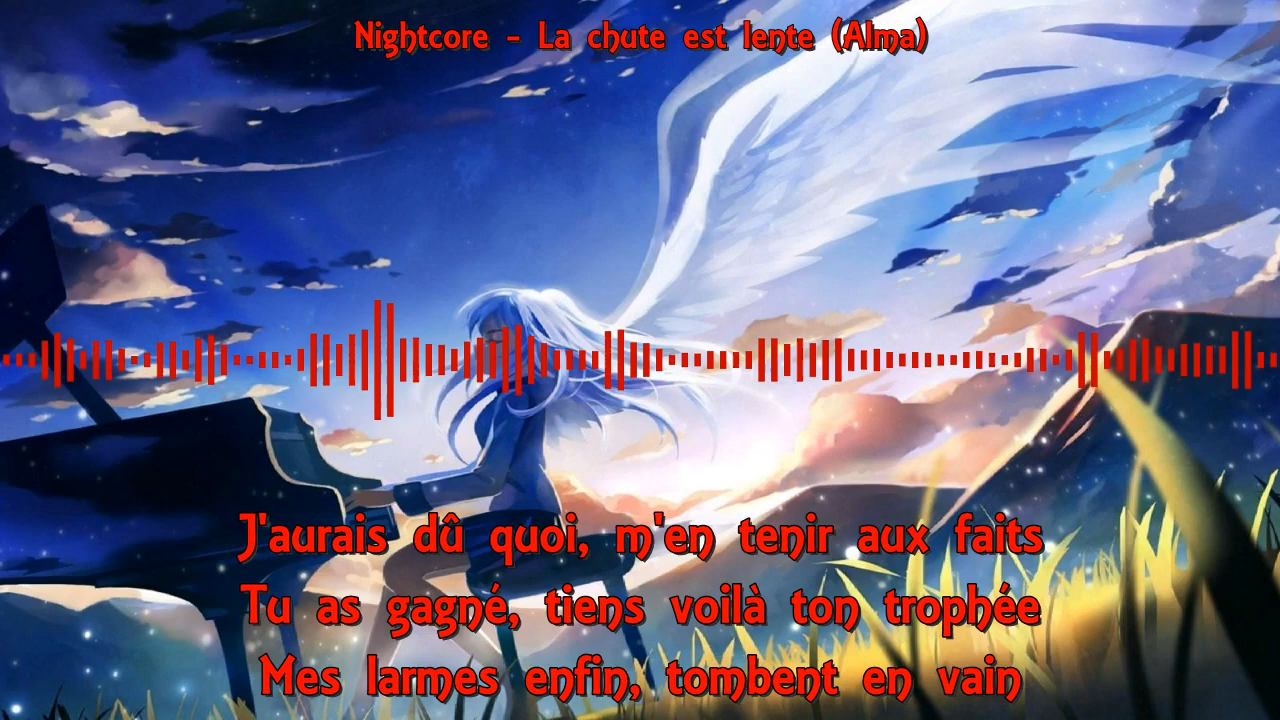 Nightcore - La chute est lente (Alma)
J'aurais dû quoi, m'en tenir aux faits
Tu as gagné, tiens voilà ton trophée
Mes larmes enfin, tombent en vain